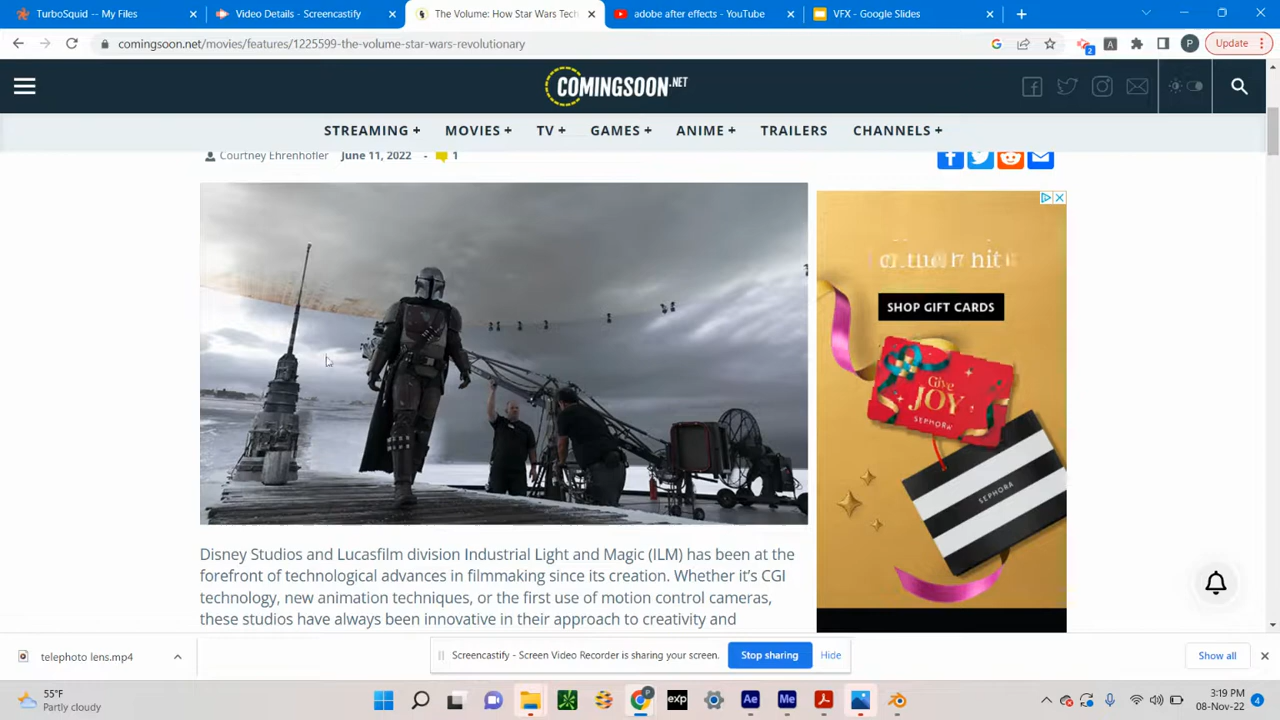 TurboSquid -- My Files
Video Details - Screencastify
The Volume: How Star Wars Tech
adobe after effects - YouTube
VFX - Google Slides
comingsoon.net/movies/features/1225599-the-volume-star-wars-revolutionary
Update
COMINGSOON.NET
STREAMING +
MOVIES +
TV +
GAMES +
ANIME +
TRAILERS
CHANNELS +
Courtney Ehrenhofler
June 11, 2022
-
1
SHOP GIFT CARDS
Give
JOY
SEPHORA
SEPHORA
Disney Studios and Lucasfilm division Industrial Light and Magic (ILM) has been at the
forefront of technological advances in filmmaking since its creation. Whether it's CGI
technology, new animation techniques, or the first use of motion control cameras,
these studios have always been innovative in their approach to creativity and
telephoto lens.mp4
Screencastify - Screen Video Recorder is sharing your screen.
Stop sharing
Hide
Show all
55°F
Partly cloudy
exp
Ae
Me
3:19 PM
08-Nov-22
4